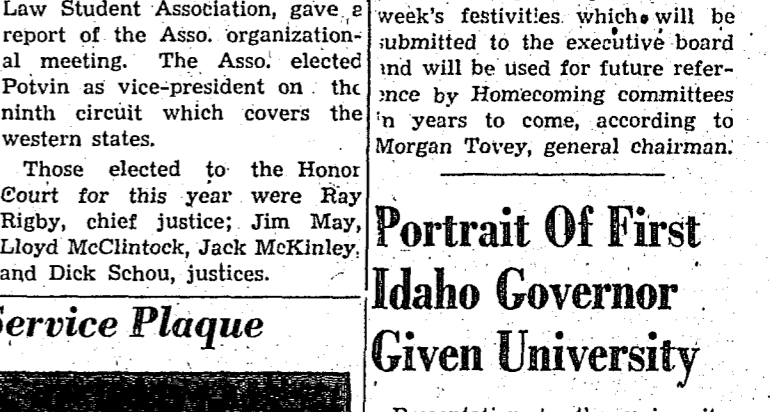 Law Student Association, gave a
report of the Asso. organization-
al meeting. The Asso. elected
Potvin as vice-president on the
ninth circuit which covers the
western states.
Those elected to the Honor
Court for this year were Ray
Rigby, chief justice; Jim May,
Lloyd McClintock, Jack McKinley,
and Dick Schou, justices.
Service Plaque
week's festivities which will be
submitted to the executive board
and will be used for future refer-
ence by Homecoming committees
in years to come, according to
Morgan Tovey, general chairman.
Portrait Of First
Idaho Governor
Given University